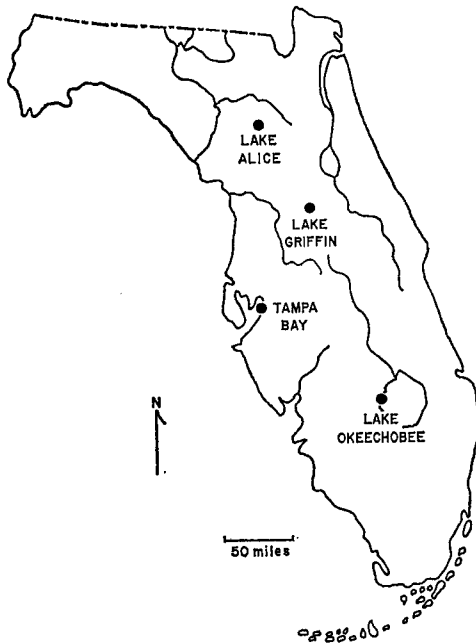 LAKE
ALICE
LAKE
GRIFFIN
TAMPA
BAY
N
LAKE
OKEECHOBEE
50 miles